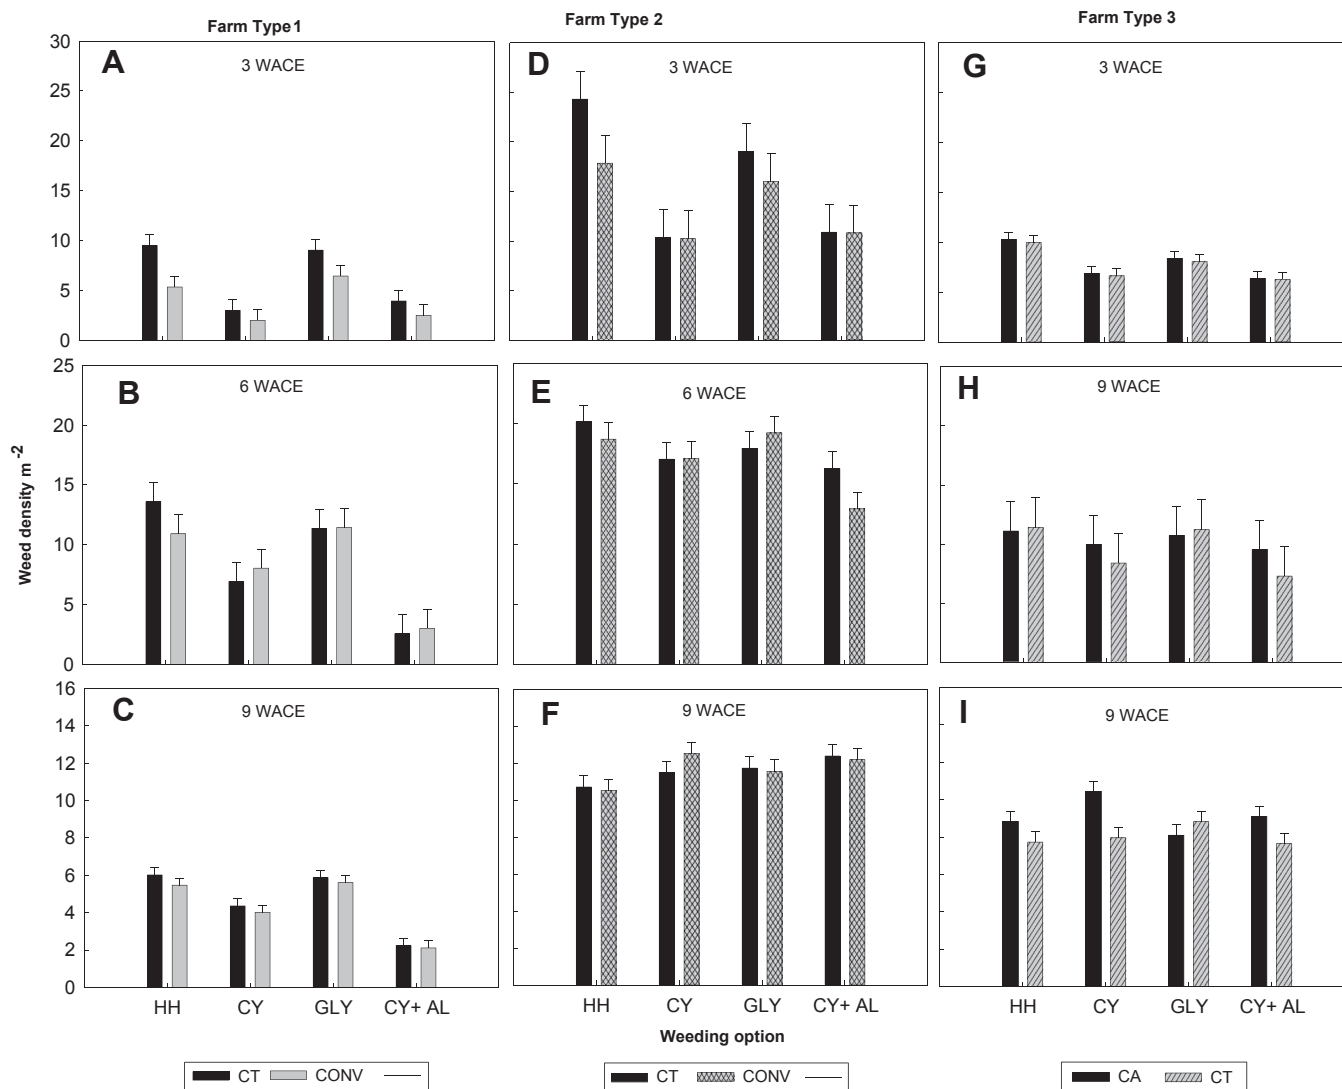 Farm Type1
Farm Type 2
Farm Type 3
A
3 WACE
30
25
20
15
10
5
0
D
3 WACE
G
3 WACE
B
6 WACE
25
20
15
10
5
0
E
6 WACE
H
9 WACE
Weed density m-2
C
9 WACE
16
14
12
10
8
6
4
2
0
F
9 WACE
I
9 WACE
HH CY GLY CY+ AL
HH CY GLY CY+ AL
HH CY GLY CY+ AL
Weeding option
CT CONV
CT CONV
CA CT